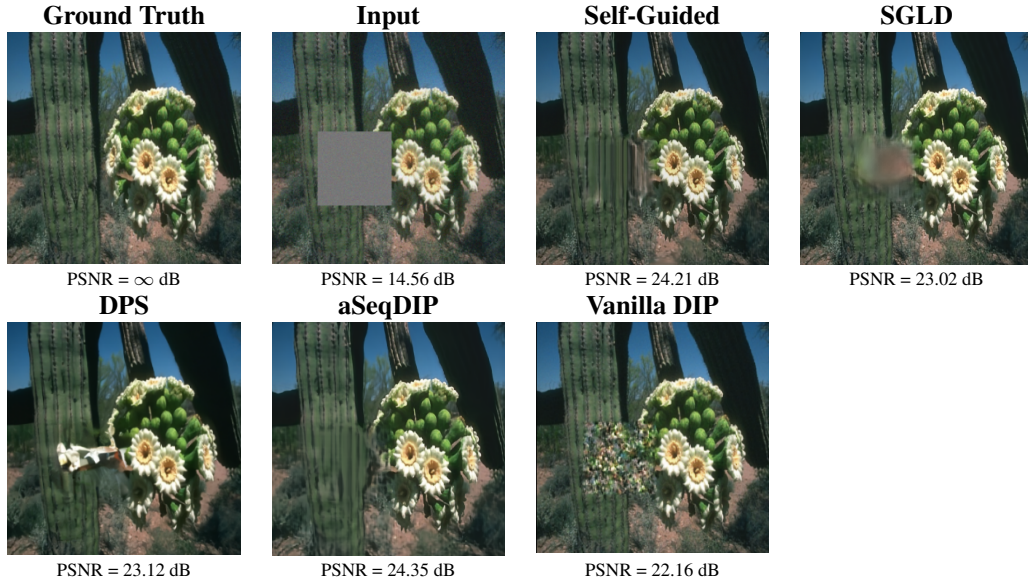 Ground Truth
Input
Self-Guided
SGLD
PSNR = ∞ dB
PSNR = 14.56 dB
PSNR = 24.21 dB
PSNR = 23.02 dB
DPS
aSeqDIP
Vanilla DIP
PSNR = 23.12 dB
PSNR = 24.35 dB
PSNR = 22.16 dB